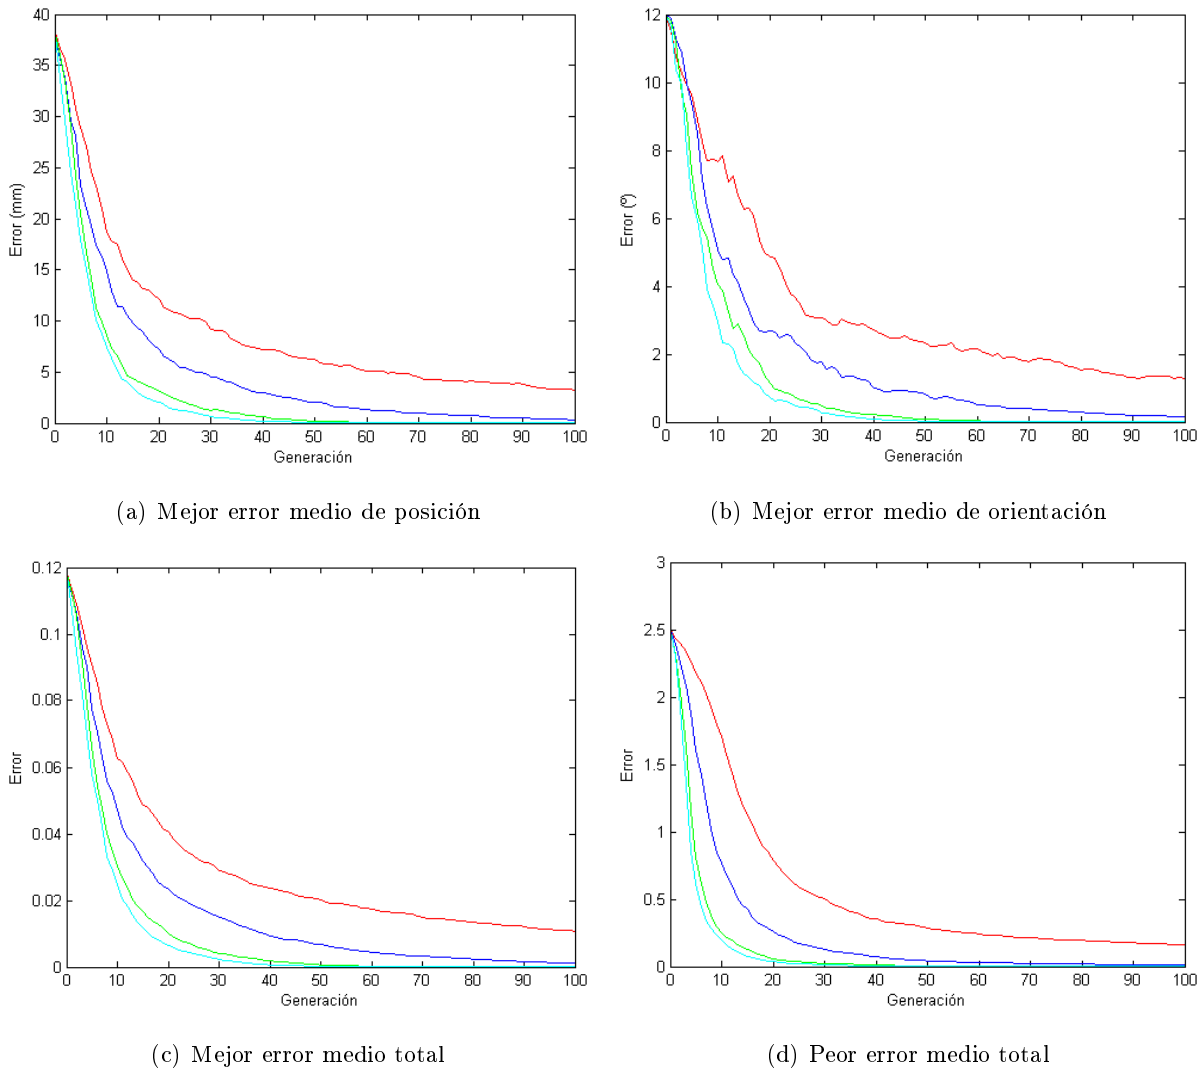 40
35
30
25
20
15
10
5
0
Error (mm)
0 10 20 30 40 50 60 70 80 90 100
Generación
(a) Mejor error medio de posición
12
10
8
6
4
2
0
Error (º)
0 10 20 30 40 50 60 70 80 90 100
Generación
(b) Mejor error medio de orientación
0.12
0.1
0.08
0.06
0.04
0.02
0
Error
0 10 20 30 40 50 60 70 80 90 100
Generación
(c) Mejor error medio total
3
2.5
2
1.5
1
0.5
0
Error
0 10 20 30 40 50 60 70 80 90 100
Generación
(d) Peor error medio total